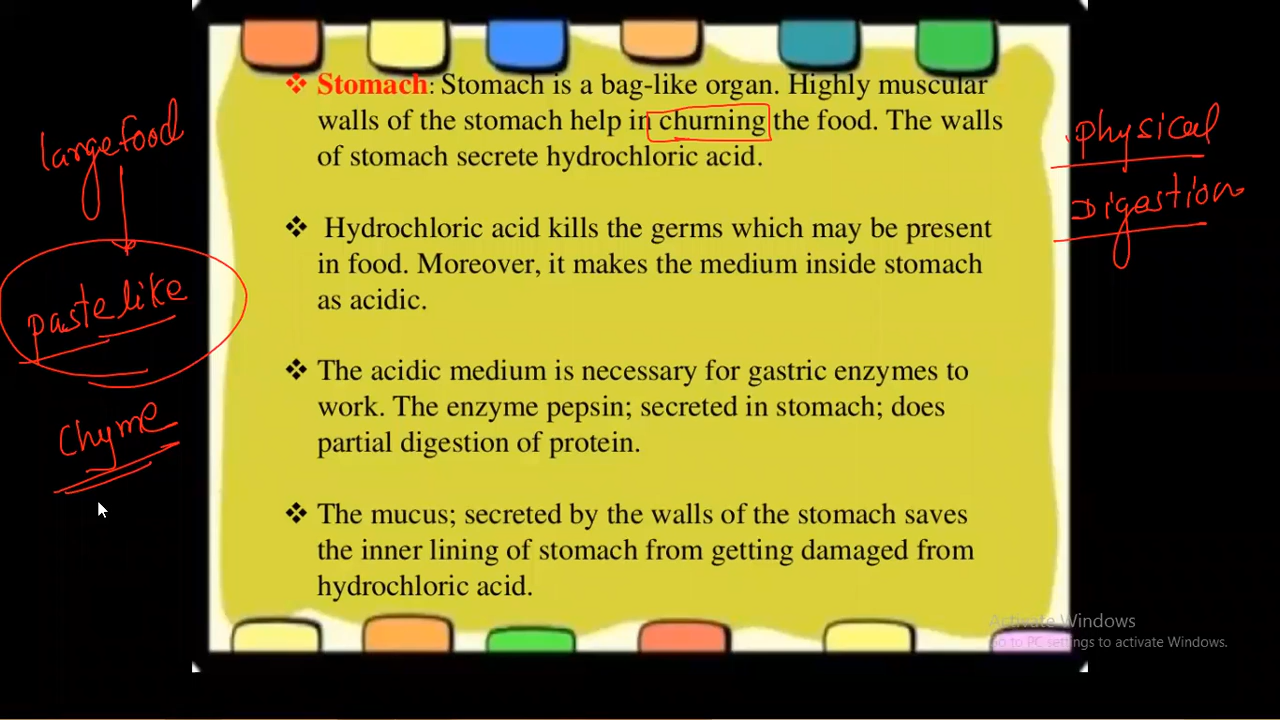 ❖ Stomach: Stomach is a bag-like organ. Highly muscular
walls of the stomach help in churning the food. The walls
of stomach secrete hydrochloric acid.
❖ Hydrochloric acid kills the germs which may be present
in food. Moreover, it makes the medium inside stomach
as acidic.
❖ The acidic medium is necessary for gastric enzymes to
work. The enzyme pepsin; secreted in stomach; does
partial digestion of protein.
❖ The mucus; secreted by the walls of the stomach saves
the inner lining of stomach from getting damaged from
hydrochloric acid.
large food
paste like
chyme
physical
Digestion
Activate Windows
Go to PC settings to activate Windows.